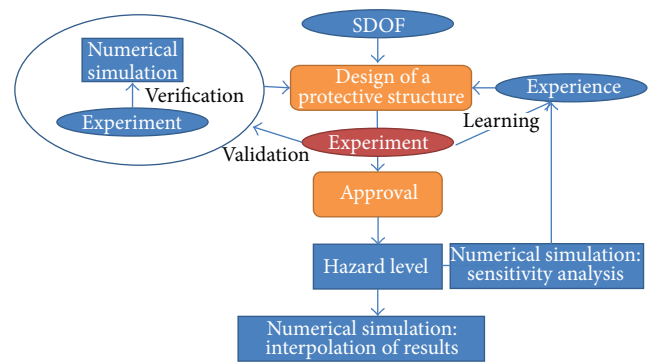 SDOF
Numerical
simulation
Verification
Experiment
Design of a
protective structure
Experience
Learning
Validation
Experiment
Approval
Hazard level
Numerical simulation:
sensitivity analysis
Numerical simulation:
interpolation of results